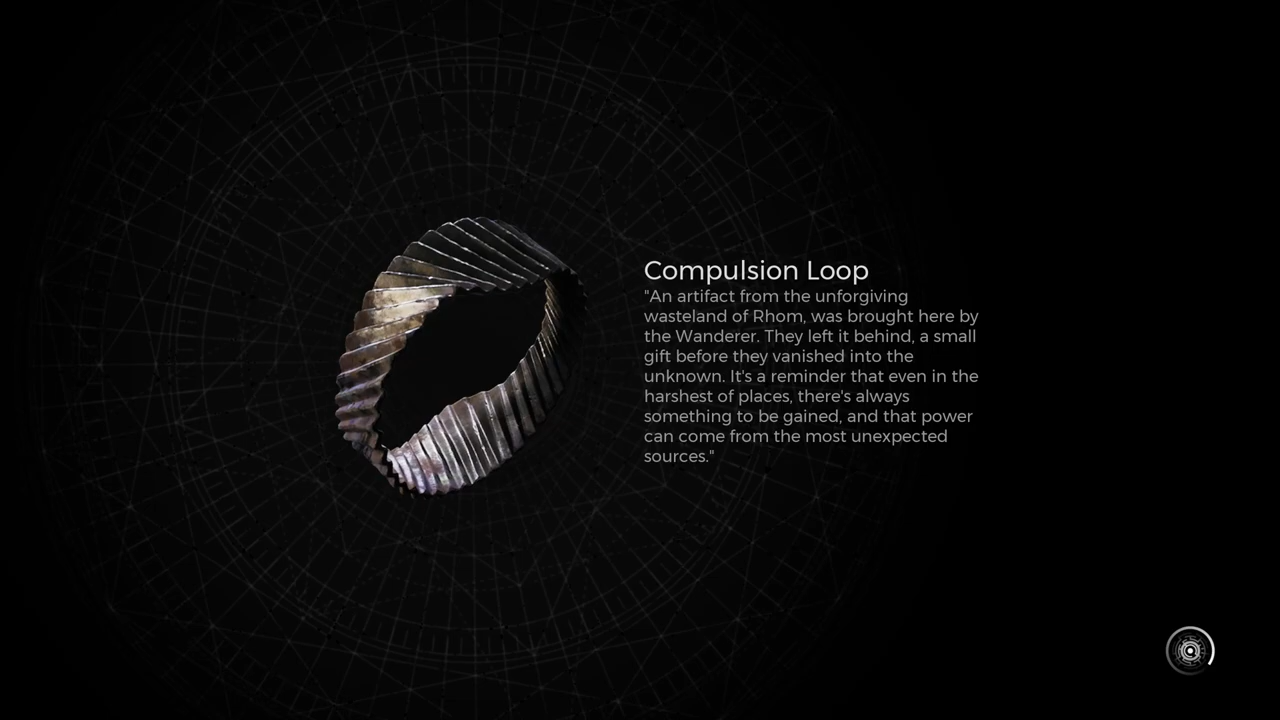 Compulsion Loop
"An artifact from the unforgiving
wasteland of Rhom, was brought here by
the Wanderer. They left it behind, a small
gift before they vanished into the
unknown. It's a reminder that even in the
harshest of places, there's always
something to be gained, and that power
can come from the most unexpected
sources."